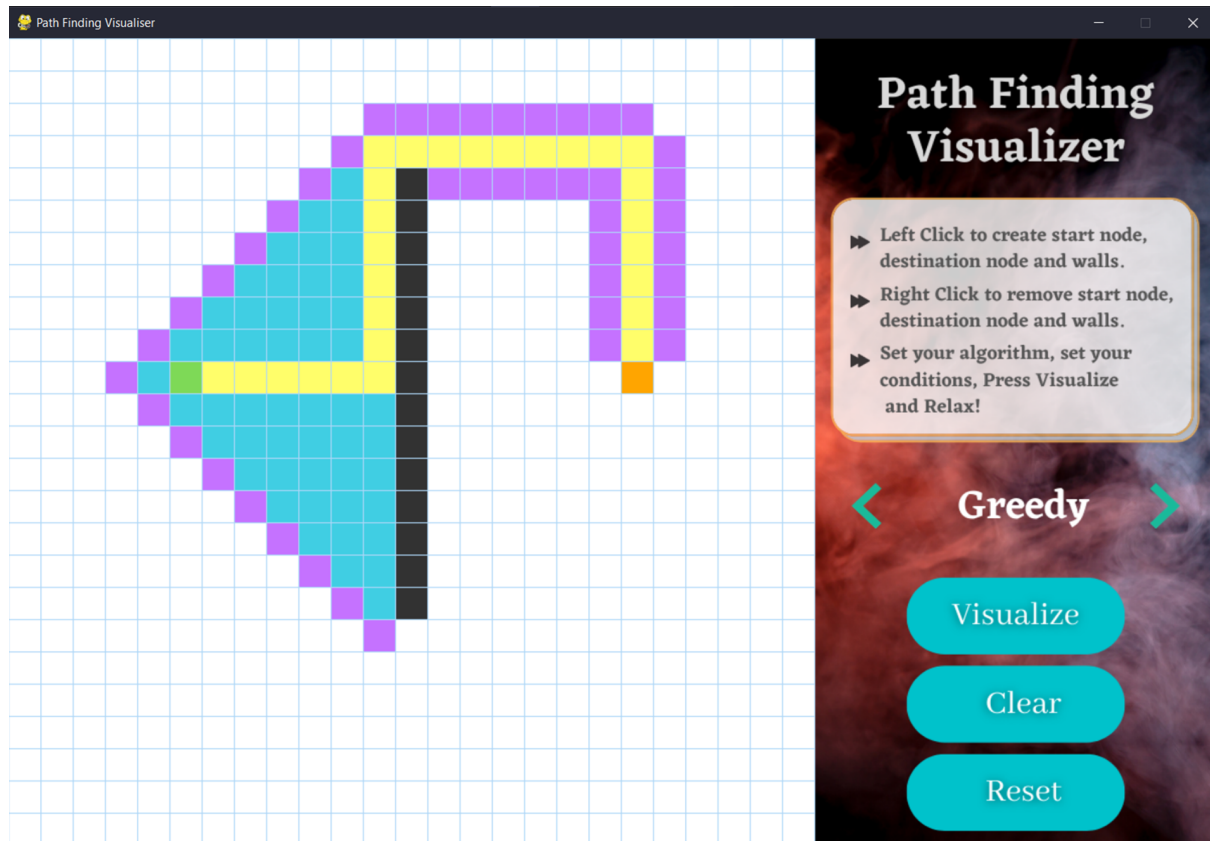 Path Finding Visualiser
Path Finding
Visualizer
Left Click to create start node,
destination node and walls.
Right Click to remove start node,
destination node and walls.
Set your algorithm, set your
conditions, Press Visualize
and Relax!
Greedy
Visualize
Clear
Reset